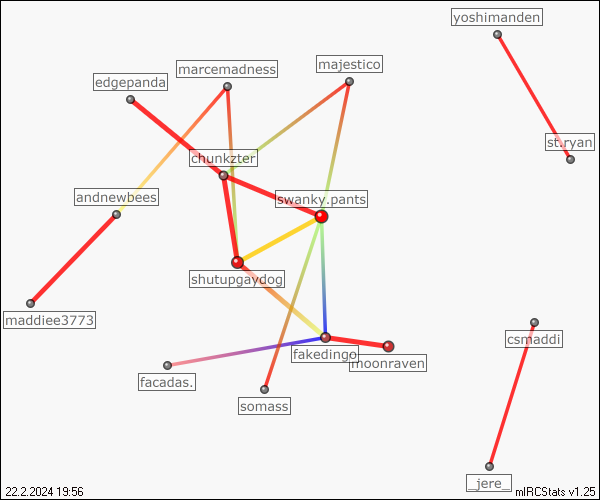 yoshimanden
majestico
marcemadness
edgepanda
st.ryan
chunkzter
andnewbees
swanky.pants
shutupgaydog
maddiee3773
csmaddi
fakedingo
moonraven
facadas.
somass
_jere_
22.2.2024 19:56
mIRCStats v1.25